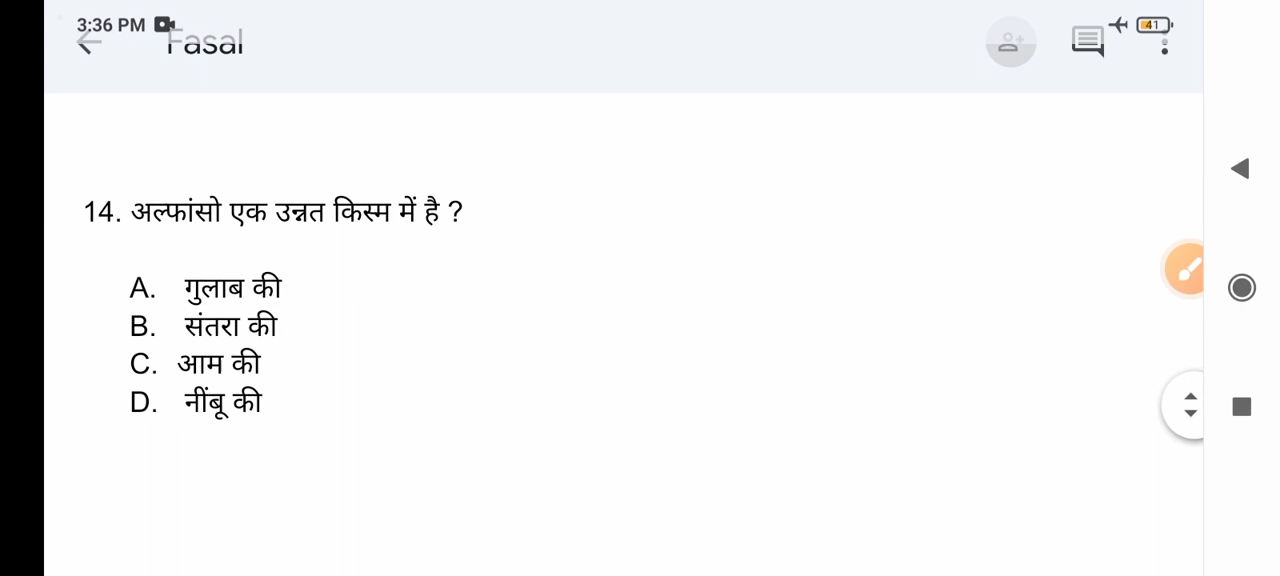 3:36 PM
41
Fasal
14. अल्फांसो एक उन्नत किस्म में है ?
A. गुलाब की
B. संतरा की
C. आम की
D. नींबू की